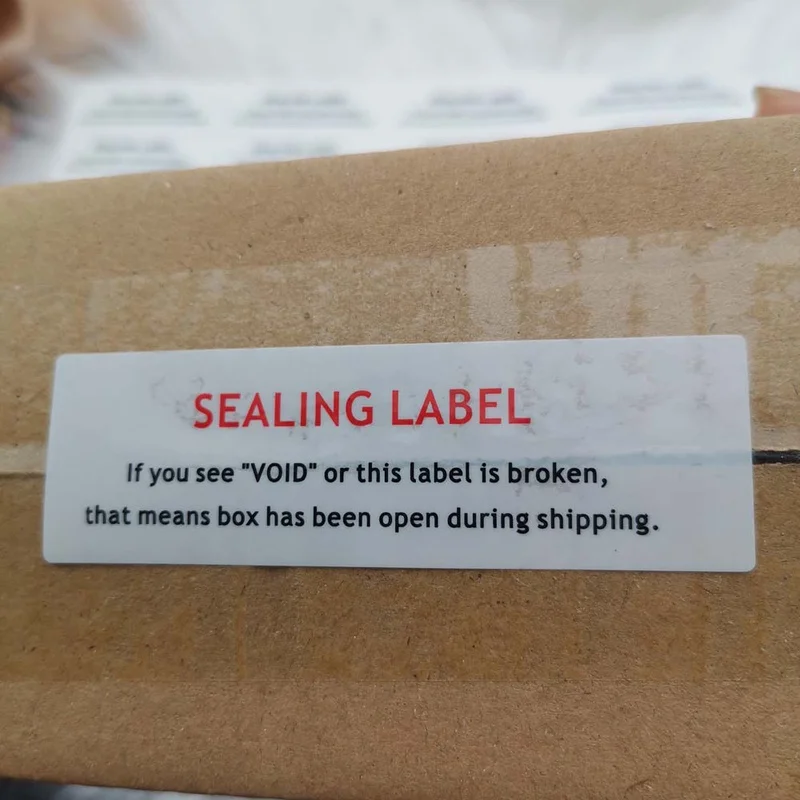 SEALING LABEL
If you see "VOID" or this label is broken,
that means box has been open during shipping.